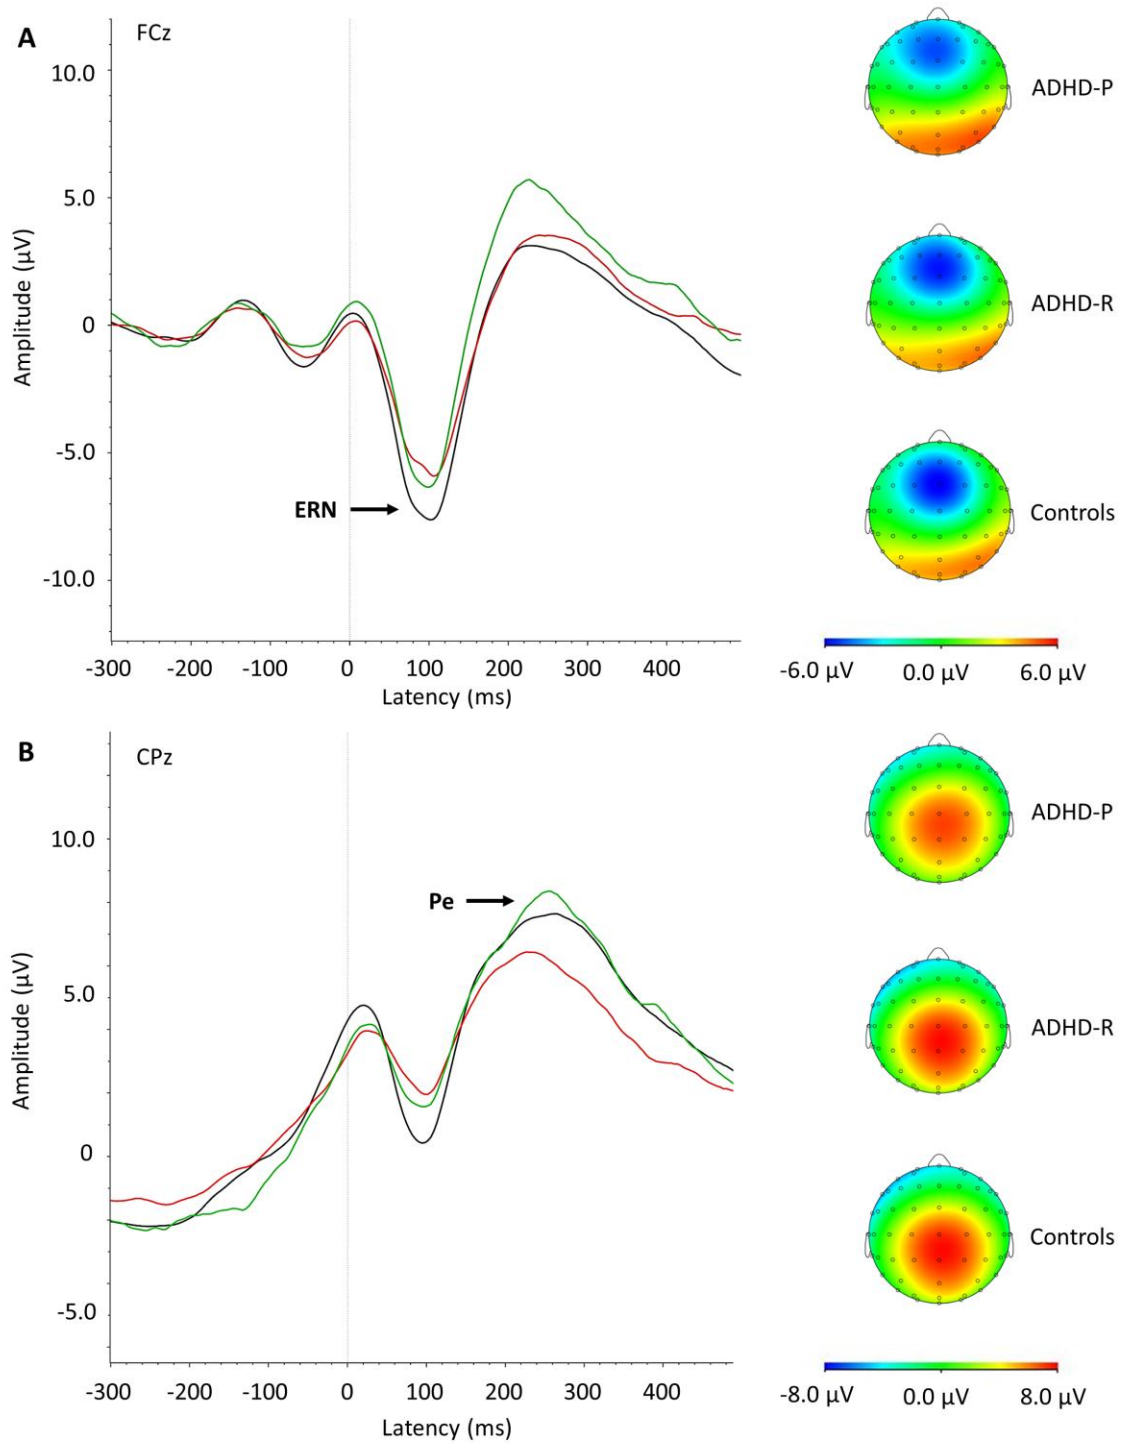 A
FCz
10.0
5.0
0
-5.0
-10.0
Amplitude (µV)
ERN
-300 -200 -100 0 100 200 300 400
Latency (ms)
ADHD-P
ADHD-R
Controls
-6.0 µV 0.0 µV 6.0 µV
B
CPz
10.0
5.0
0
-5.0
Amplitude (µV)
Pe
-300 -200 -100 0 100 200 300 400
Latency (ms)
ADHD-P
ADHD-R
Controls
-8.0 µV 0.0 µV 8.0 µV